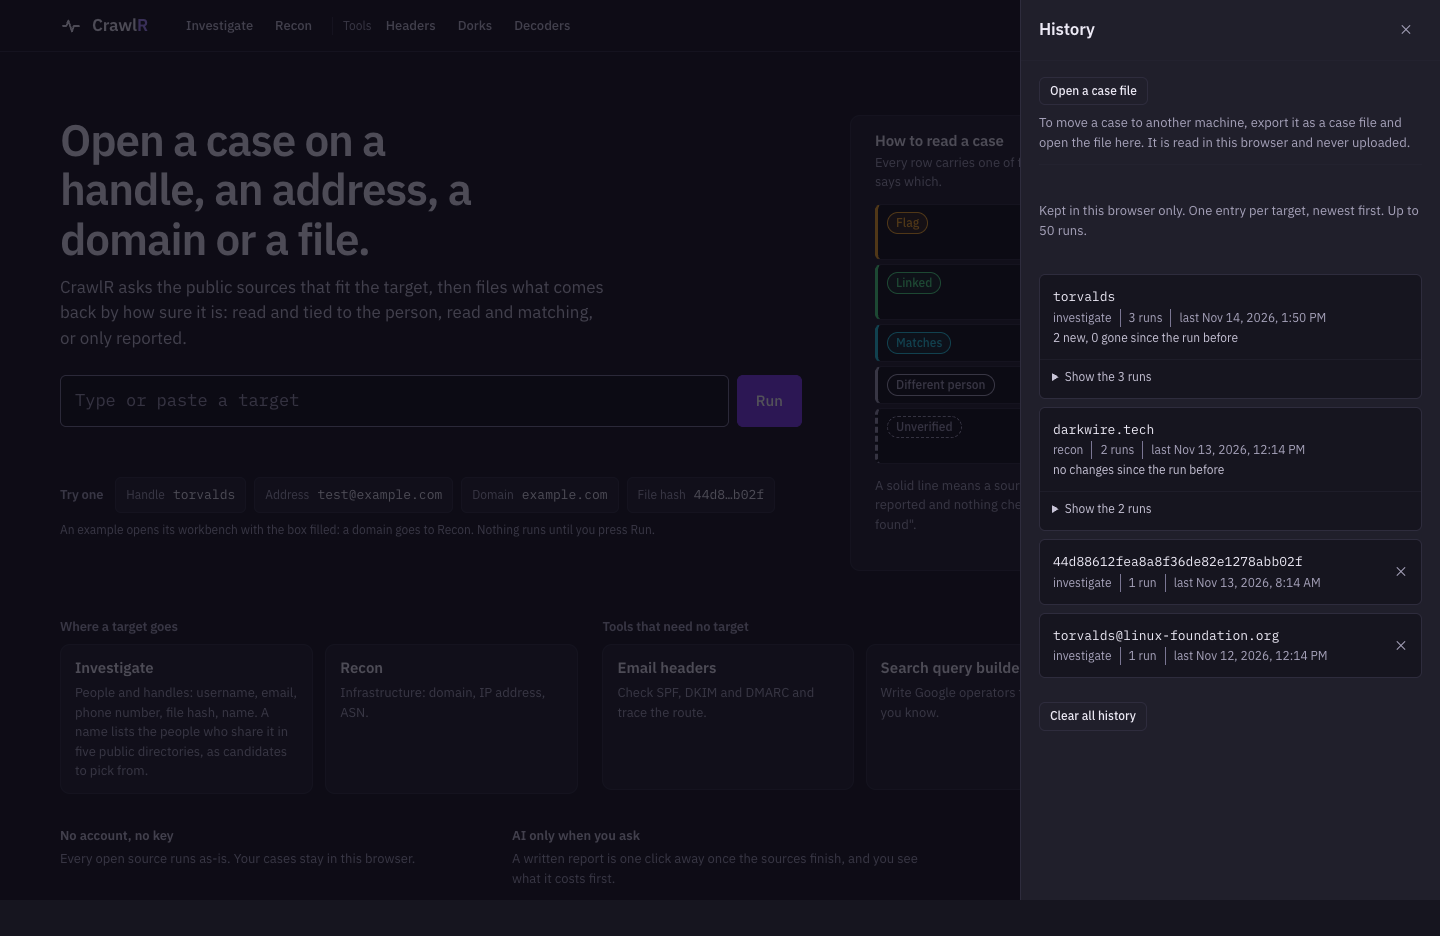 CrawlR
Investigate
Recon
Tools
Headers
Dorks
Decoders
Open a case on a
handle, an address, a
domain or a file.
CrawlR asks the public sources that fit the target, then files what comes
back by how sure it is: read and tied to the person, read and matching,
or only reported.
Type or paste a target
Run
Try one
Handle torvalds
Address test@example.com
Domain example.com
File hash 44d8…b02f
An example opens its workbench with the box filled: a domain goes to Recon. Nothing runs until you press Run.
How to read a case
Every row carries one of
says which.
Flag
Linked
Matches
Different person
Unverified
A solid line means a
reported and nothing
found".
Where a target goes
Investigate
People and handles: username, email,
phone number, file hash, name. A
name lists the people who share it in
five public directories, as candidates
to pick from.
Recon
Infrastructure: domain, IP address,
ASN.
Tools that need no target
Email headers
Check SPF, DKIM and DMARC and
trace the route.
Search query
Write Google operators
you know.
No account, no key
Every open source runs as-is. Your cases stay in this browser.
AI only when you ask
A written report is one click away once the sources finish, and you see
what it costs first.
History
Open a case file
To move a case to another machine, export it as a case file and
open the file here. It is read in this browser and never uploaded.
Kept in this browser only. One entry per target, newest first. Up to
50 runs.
torvalds
investigate | 3 runs | last Nov 14, 2026, 1:50 PM
2 new, 0 gone since the run before
Show the 3 runs
darkwire.tech
recon | 2 runs | last Nov 13, 2026, 12:14 PM
no changes since the run before
Show the 2 runs
44d88612fea8a8f36de82e1278abb02f
investigate | 1 run | last Nov 13, 2026, 8:14 AM
torvalds@linux-foundation.org
investigate | 1 run | last Nov 12, 2026, 12:14 PM
Clear all history